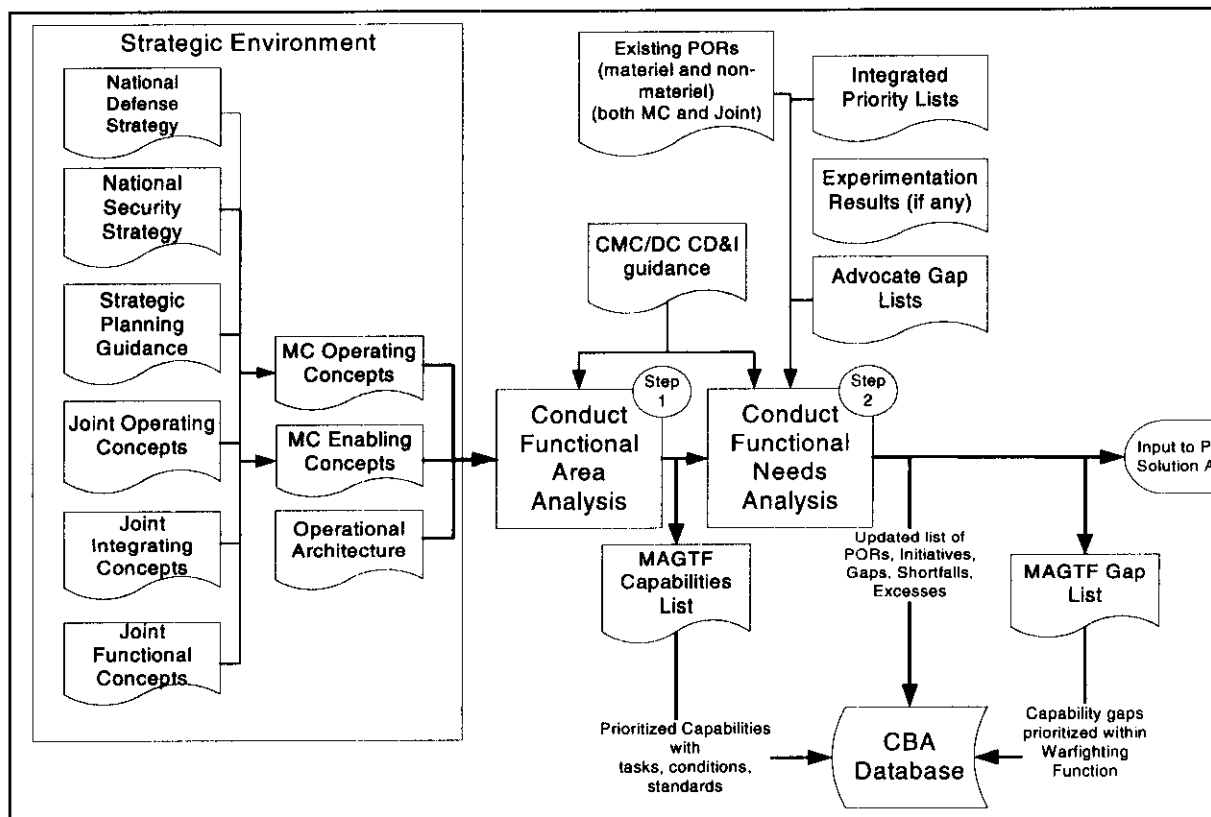 Strategic Environment
National
Defense
Strategy
National
Security
Strategy
Strategic
Planning
Guidance
Joint Operating
Concepts
Joint
Integrating
Concepts
Joint
Functional
Concepts
MC Operating
Concepts
MC Enabling
Concepts
Operational
Architecture
Existing PORs
(materiel and non-
materiel)
(both MC and Joint)
Integrated
Priority Lists
Experimentation
Results (if any)
Advocate Gap
Lists
CMC/DC CD&I
guidance
Step
1
Conduct
Functional
Area
Analysis
Step
2
Conduct
Functional
Needs
Analysis
Input to P
Solution A
MAGTF
Capabilities
List
Updated list of
PORs, Initiatives,
Gaps, Shortfalls,
Excesses
MAGTF Gap
List
Prioritized Capabilities
with
tasks, conditions,
standards
CBA
Database
Capability gaps
prioritized within
Warfighting
Function